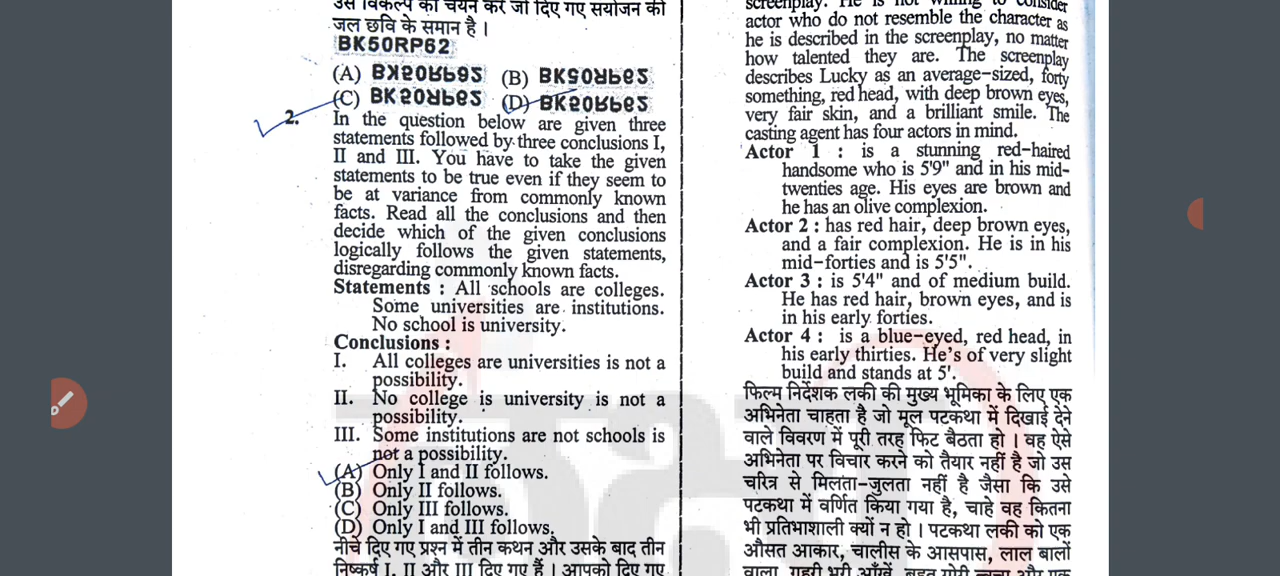 उस विकल्प का चयन करें जो दिए गए संयोजन की
जल छवि के समान है ।
BK50RP62
(A)
(B)
(C)
(D)
2. In the question below are given three
statements followed by three conclusions I,
II and III. You have to take the given
statements to be true even if they seem to
be at variance from commonly known
facts. Read all the conclusions and then
decide which of the given conclusions
logically follows the given statements,
disregarding commonly known facts.
Statements : All schools are colleges.
Some universities are institutions.
No school is university.
Conclusions :
I. All colleges are universities is not a
possibility.
II. No college is university is not a
possibility.
III. Some institutions are not schools is
not a possibility.
(A) Only I and II follows.
(B) Only II follows.
(C) Only III follows.
(D) Only I and III follows.
नीचे दिए गए प्रश्न में तीन कथन और उसके बाद तीन
निष्कर्ष I, II और III दिए गए हैं । आपको दिए गए
screenplay. He is not willing to consider
actor who do not resemble the character as
he is described in the screenplay, no matter
how talented they are. The screenplay
describes Lucky as an average-sized, forty
something, red head, with deep brown eyes,
very fair skin, and a brilliant smile. The
casting agent has four actors in mind.
Actor 1 : is a stunning red-haired
handsome who is 5'9" and in his mid-
twenties age. His eyes are brown and
he has an olive complexion.
Actor 2 : has red hair, deep brown eyes,
and a fair complexion. He is in his
mid-forties and is 5'5".
Actor 3 : is 5'4" and of medium build.
He has red hair, brown eyes, and is
in his early forties.
Actor 4 : is a blue-eyed, red head, in
his early thirties. He's of very slight
build and stands at 5'.
फिल्म निर्देशक लकी की मुख्य भूमिका के लिए एक
अभिनेता चाहता है जो मूल पटकथा में दिखाई देने
वाले विवरण में पूरी तरह फिट बैठता हो । वह ऐसे
अभिनेता पर विचार करने को तैयार नहीं है जो उस
चरित्र से मिलता-जुलता नहीं है जैसा कि उसे
पटकथा में वर्णित किया गया है, चाहे वह कितना
भी प्रतिभाशाली क्यों न हो । पटकथा लकी को एक
औसत आकार, चालीस के आसपास, लाल बालों
वाला, गहरी भूरी आँखें, बहुत गोरी त्वचा और एक